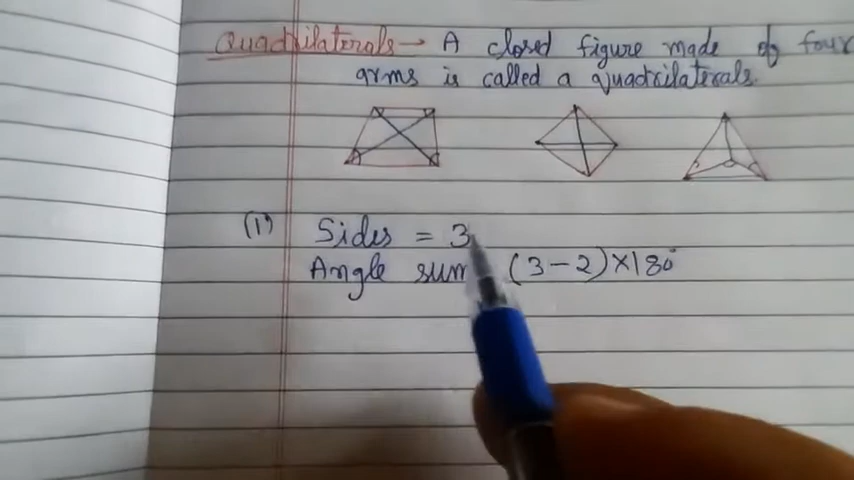 Quadrilaterals → A closed figure made of four
arms is called a quadrilaterals.
(1) Sides = 3
Angle sum (3-2)×180°